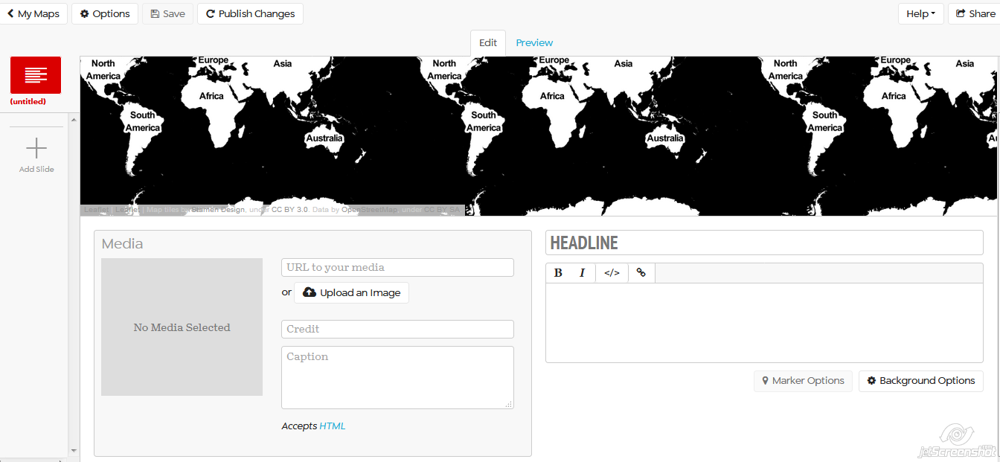 My Maps Options Save Publish Changes Help Share
Edit Preview
(untitled)
Add Slide
North America Europe Asia North America Europe Asia North America Europe Asia
Africa Africa Africa
South America South America South America
Australia Australia Au
Leaflet | Leaflet | Map tiles by Stamen Design, under CC BY 3.0. Data by OpenStreetMap, under CC BY SA
Media
No Media Selected
URL to your media
or Upload an Image
Credit
Caption
Accepts HTML
HEADLINE
B I </>
Marker Options Background Options
jetScreenshot.com